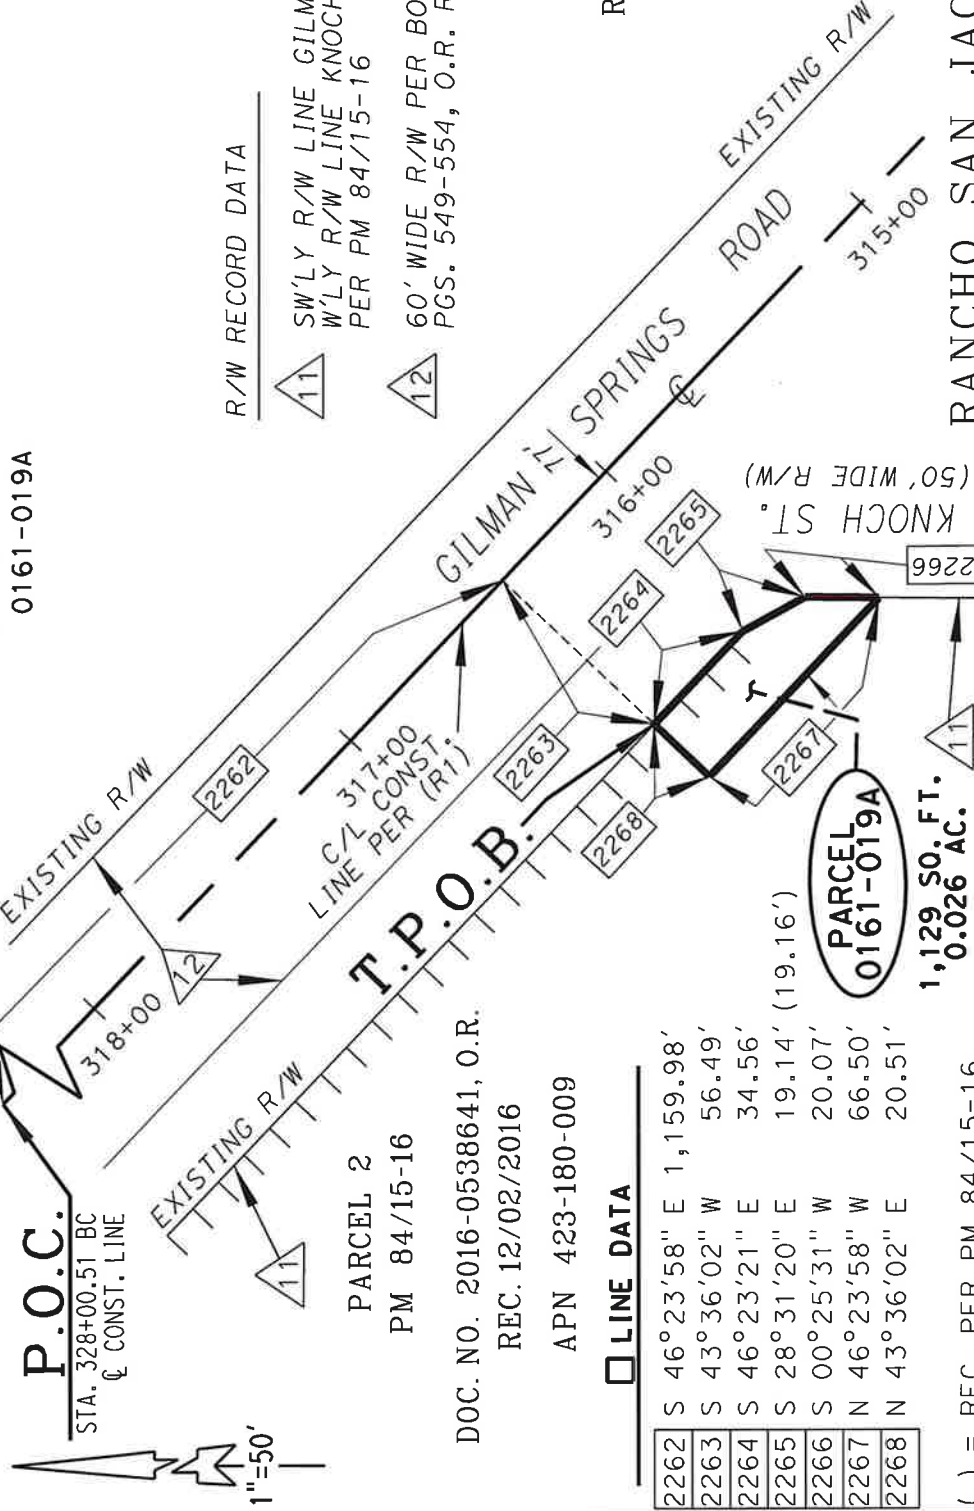 0161-019A
R/W RECORD DATA
11
SW'LY R/W LINE GILM
W'LY R/W LINE KNOCH
PER PM 84/15-16
12
60' WIDE R/W PER BO
PGS. 549-554, O.R. R
R
P.O.C.
STA. 328+00.51 BC
℄ CONST. LINE
1"=50'
EXISTING R/W
EXISTING R/W
EXISTING R/W
318+00
12
2262
317+00
C/L CONST.
LINE PER (R1)
GILMAN SPRINGS ROAD
77'
316+00
℄
315+00
2263
2264
2265
T.P.O.B.
2268
2267
2266
KNOCH ST.
(50' WIDE R/W)
11
11
PARCEL
0161-019A
1,129 SQ. FT.
0.026 AC.
RANCHO SAN JAC
PARCEL 2
PM 84/15-16
DOC. NO. 2016-0538641, O.R.
REC. 12/02/2016
APN 423-180-009
LINE DATA
2262 S 46°23'58" E 1,159.98'
2263 S 43°36'02" W 56.49'
2264 S 46°23'21" E 34.56'
2265 S 28°31'20" E 19.14' (19.16')
2266 S 00°25'31" W 20.07'
2267 N 46°23'58" W 66.50'
2268 N 43°36'02" E 20.51'
( ) = REC. PER PM 84/15-16